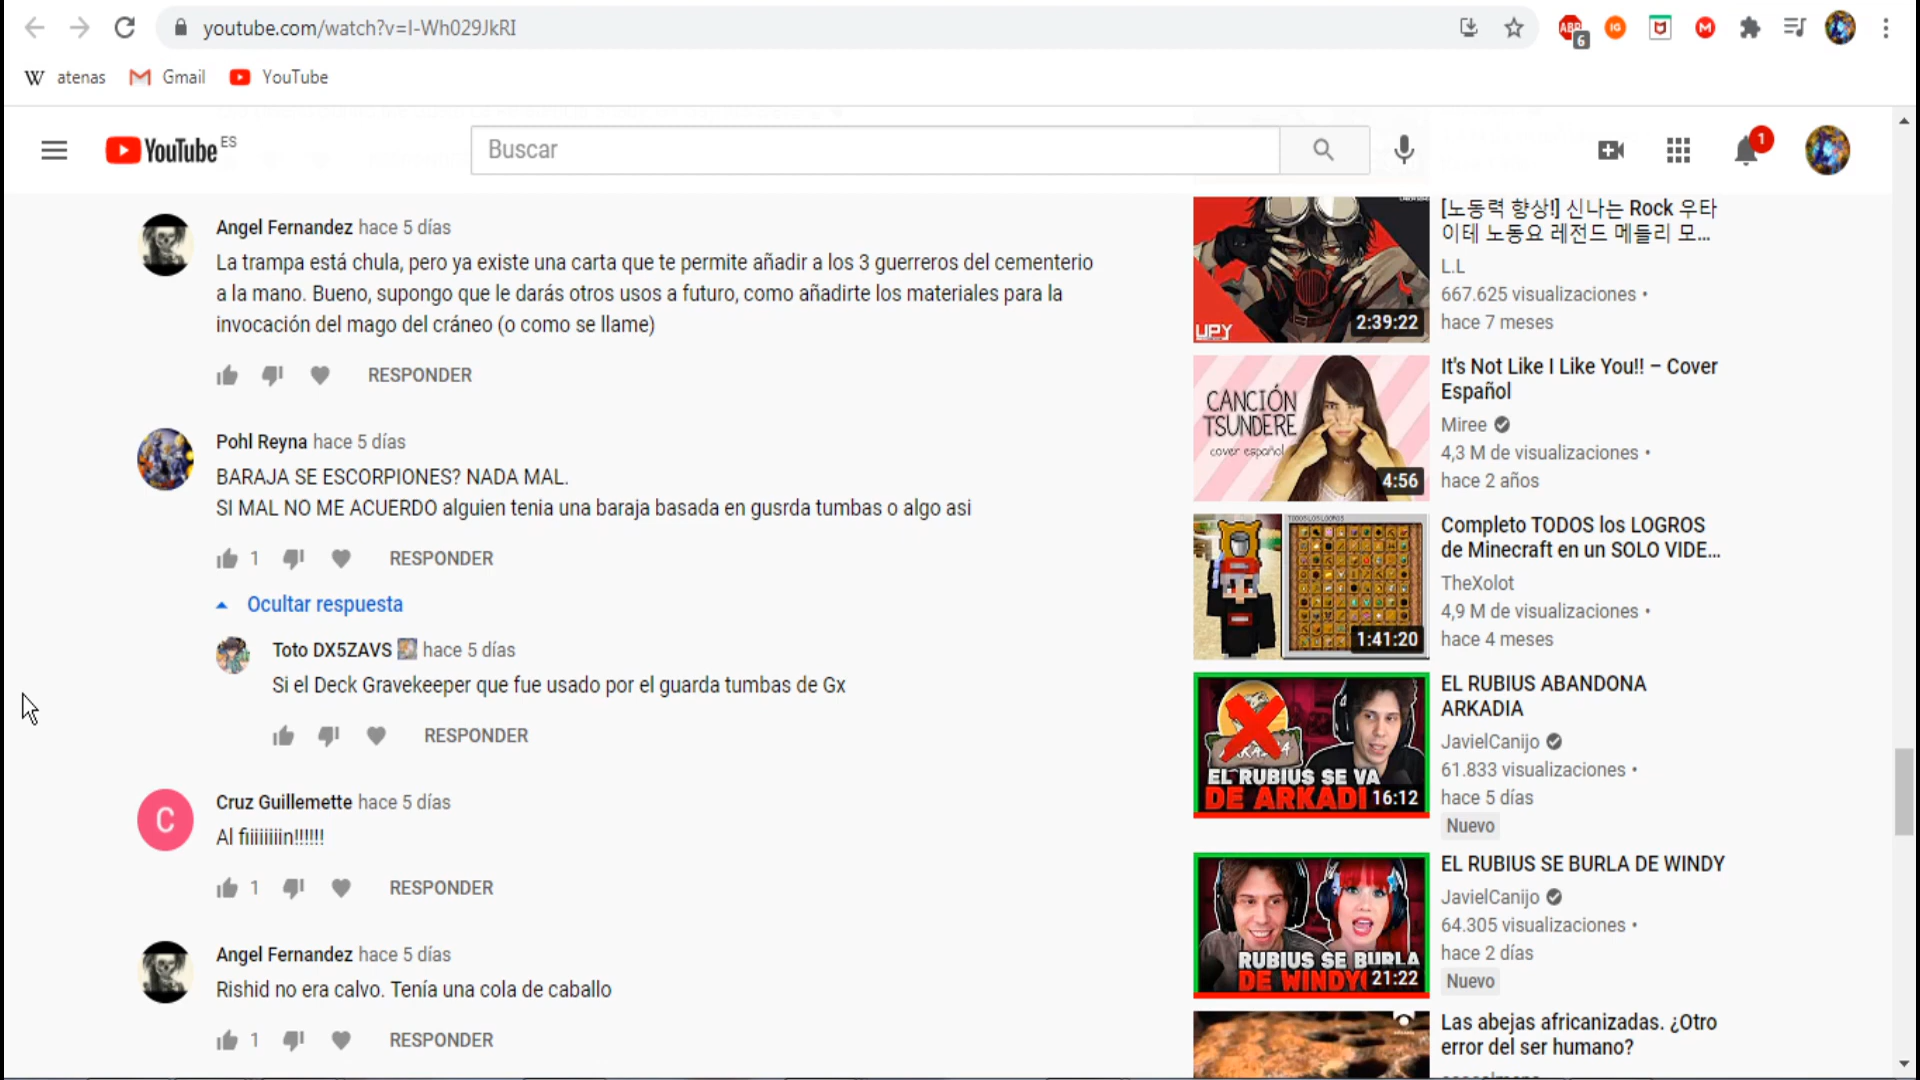 youtube.com/watch?v=I-Wh029JkRI
ABP
6
IG
M
W atenas
Gmail
YouTube
YouTube ES
Buscar
1
Angel Fernandez hace 5 días
La trampa está chula, pero ya existe una carta que te permite añadir a los 3 guerreros del cementerio
a la mano. Bueno, supongo que le darás otros usos a futuro, como añadirte los materiales para la
invocación del mago del cráneo (o como se llame)
RESPONDER
Pohl Reyna hace 5 días
BARAJA SE ESCORPIONES? NADA MAL.
SI MAL NO ME ACUERDO alguien tenia una baraja basada en gusrda tumbas o algo asi
1 RESPONDER
Ocultar respuesta
Toto DX5ZAVS hace 5 días
Si el Deck Gravekeeper que fue usado por el guarda tumbas de Gx
RESPONDER
C
Cruz Guillemette hace 5 días
Al fiiiiiiiin!!!!!!
1 RESPONDER
Angel Fernandez hace 5 días
Rishid no era calvo. Tenía una cola de caballo
1 RESPONDER
UPY
2:39:22
[노동력 향상!] 신나는 Rock 우타
이테 노동요 레전드 메들리 모...
L.L
667.625 visualizaciones •
hace 7 meses
CANCIÓN
TSUNDERE
cover español
4:56
It's Not Like I Like You!! – Cover
Español
Miree
4,3 M de visualizaciones •
hace 2 años
1:41:20
Completo TODOS los LOGROS
de Minecraft en un SOLO VIDE...
TheXolot
4,9 M de visualizaciones •
hace 4 meses
EL RUBIUS SE VA
DE ARKADI
16:12
EL RUBIUS ABANDONA
ARKADIA
JavielCanijo
61.833 visualizaciones •
hace 5 días
Nuevo
RUBIUS SE BURLA
DE WINDY
21:22
EL RUBIUS SE BURLA DE WINDY
JavielCanijo
64.305 visualizaciones •
hace 2 días
Nuevo
Las abejas africanizadas. ¿Otro
error del ser humano?